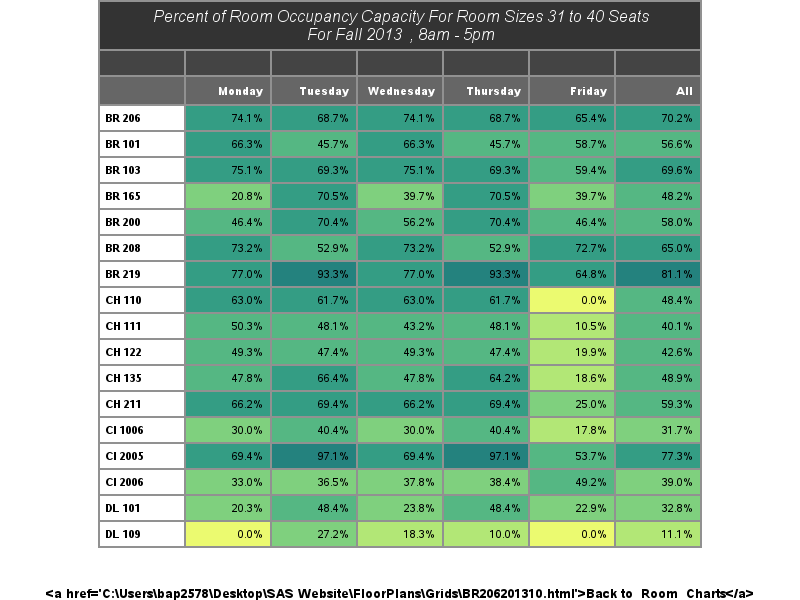 Percent of Room Occupancy Capacity For Room Sizes 31 to 40 Seats
For Fall 2013 , 8am - 5pm
Monday Tuesday Wednesday Thursday Friday All
BR 206 74.1% 68.7% 74.1% 68.7% 65.4% 70.2%
BR 101 66.3% 45.7% 66.3% 45.7% 58.7% 56.6%
BR 103 75.1% 69.3% 75.1% 69.3% 59.4% 69.6%
BR 165 20.8% 70.5% 39.7% 70.5% 39.7% 48.2%
BR 200 46.4% 70.4% 56.2% 70.4% 46.4% 58.0%
BR 208 73.2% 52.9% 73.2% 52.9% 72.7% 65.0%
BR 219 77.0% 93.3% 77.0% 93.3% 64.8% 81.1%
CH 110 63.0% 61.7% 63.0% 61.7% 0.0% 48.4%
CH 111 50.3% 48.1% 43.2% 48.1% 10.5% 40.1%
CH 122 49.3% 47.4% 49.3% 47.4% 19.9% 42.6%
CH 135 47.8% 66.4% 47.8% 64.2% 18.6% 48.9%
CH 211 66.2% 69.4% 66.2% 69.4% 25.0% 59.3%
CI 1006 30.0% 40.4% 30.0% 40.4% 17.8% 31.7%
CI 2005 69.4% 97.1% 69.4% 97.1% 53.7% 77.3%
CI 2006 33.0% 36.5% 37.8% 38.4% 49.2% 39.0%
DL 101 20.3% 48.4% 23.8% 48.4% 22.9% 32.8%
DL 109 0.0% 27.2% 18.3% 10.0% 0.0% 11.1%
<a href='C:\Users\bap2578\Desktop\SAS Website\FloorPlans\Grids\BR206201310.html'>Back to Room Charts</a>